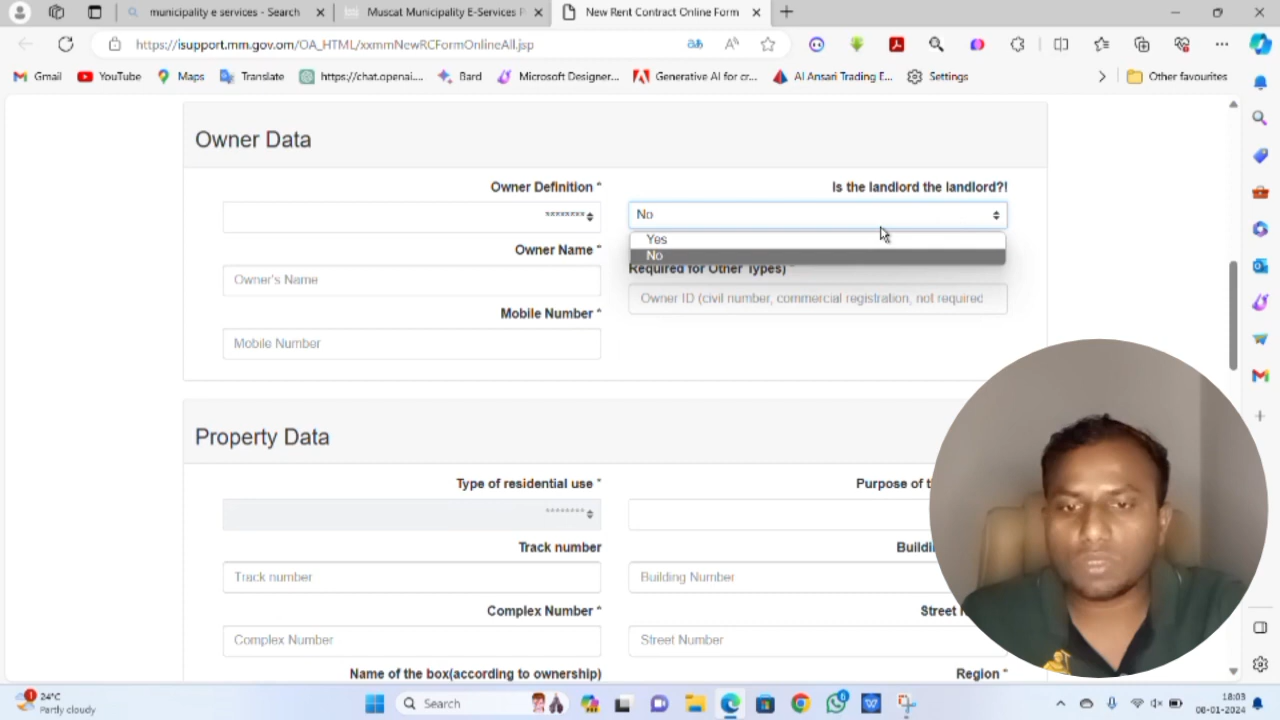 municipality e services - Search
Muscat Municipality E-Services
New Rent Contract Online Form
https://isupport.mm.gov.om/OA_HTML/xxmmNewRCFormOnlineAll.jsp
Gmail
YouTube
Maps
Translate
https://chat.openai....
Bard
Microsoft Designer...
Generative AI for cr...
Al Ansari Trading E...
Settings
Other favourites
Owner Data
Owner Definition *
Is the landlord the landlord?!
********
No
Yes
No
Owner Name *
Required for Other Types) *
Owner's Name
Owner ID (civil number, commercial registration, not required
Mobile Number *
Mobile Number
Property Data
Type of residential use *
Purpose of t
********
Track number
Buildi
Track number
Building Number
Complex Number *
Street
Complex Number
Street Number
Name of the box(according to ownership)
Region *
1
24°C
Partly cloudy
Search
6
18:03
08-01-2024